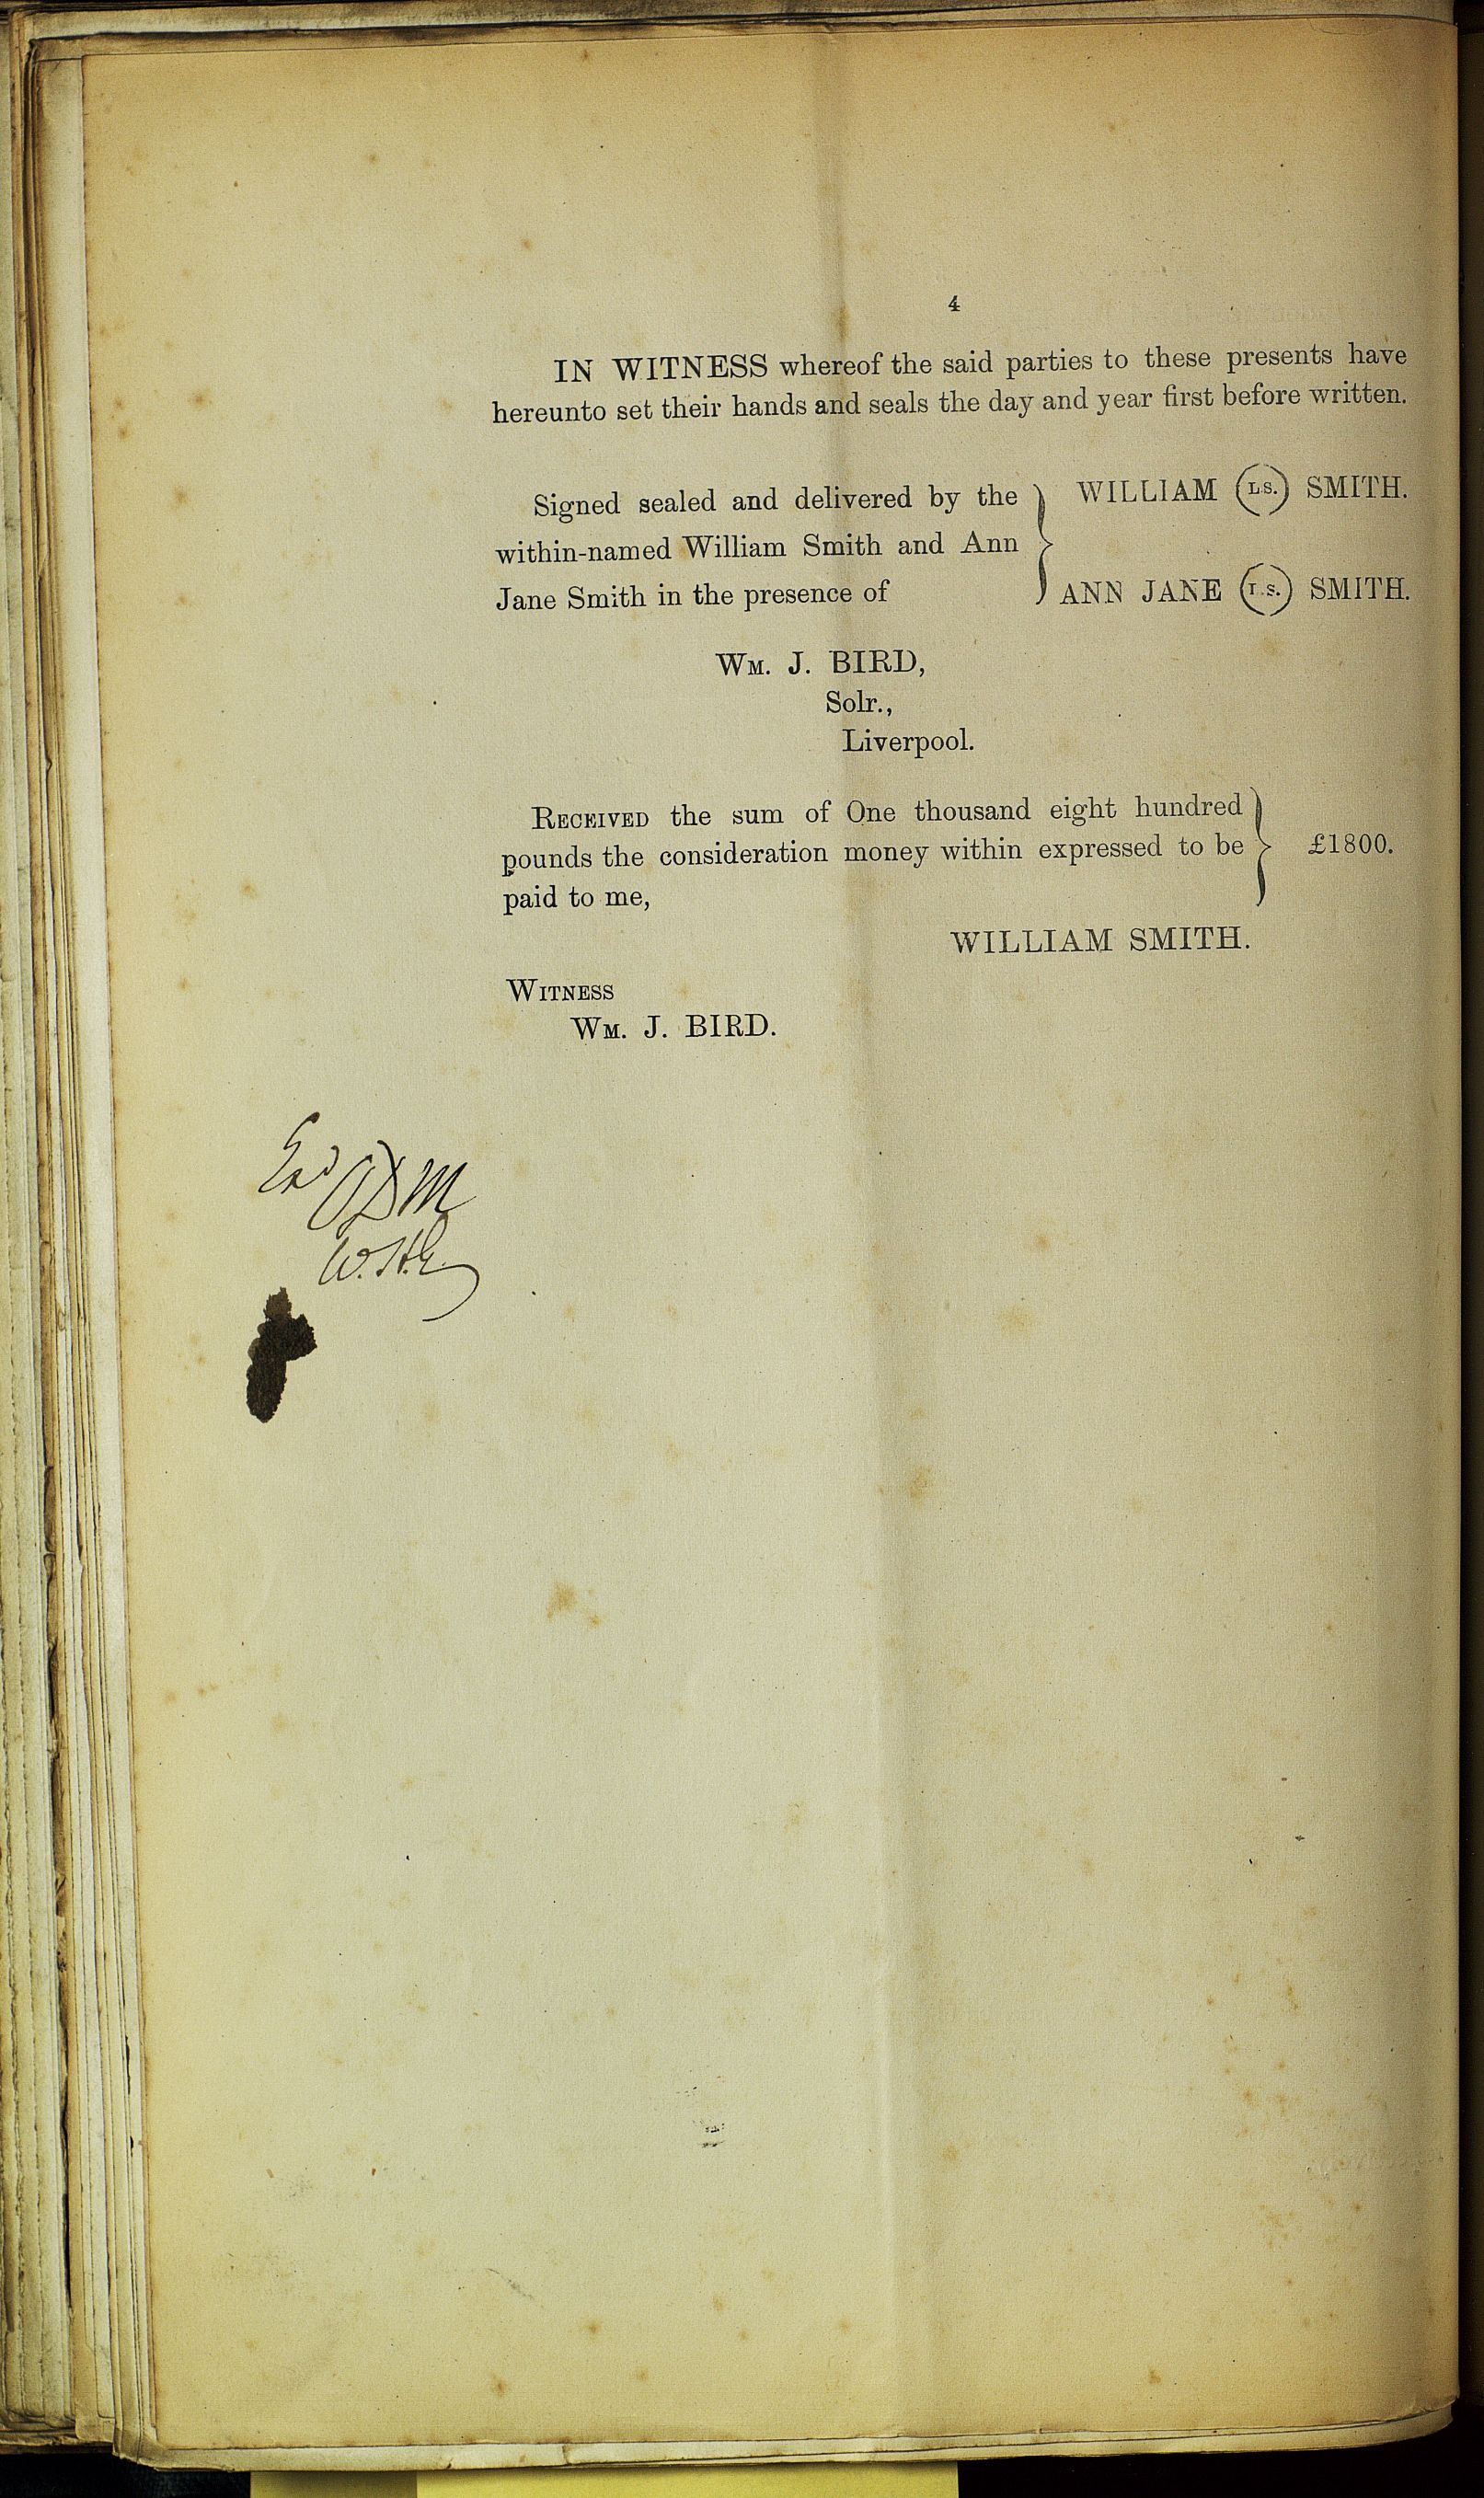 4
IN WITNESS whereof the said parties to these presents have
hereunto set their hands and seals the day and year first before written.
Signed sealed and delivered by the
within-named William Smith and Ann
Jane Smith in the presence of
WILLIAM (L.S.) SMITH.
ANN JANE (L.S.) SMITH.
WM. J. BIRD,
Solr.,
Liverpool.
RECEIVED the sum of One thousand eight hundred
pounds the consideration money within expressed to be
paid to me,
£1800.
WILLIAM SMITH.
WITNESS
WM. J. BIRD.